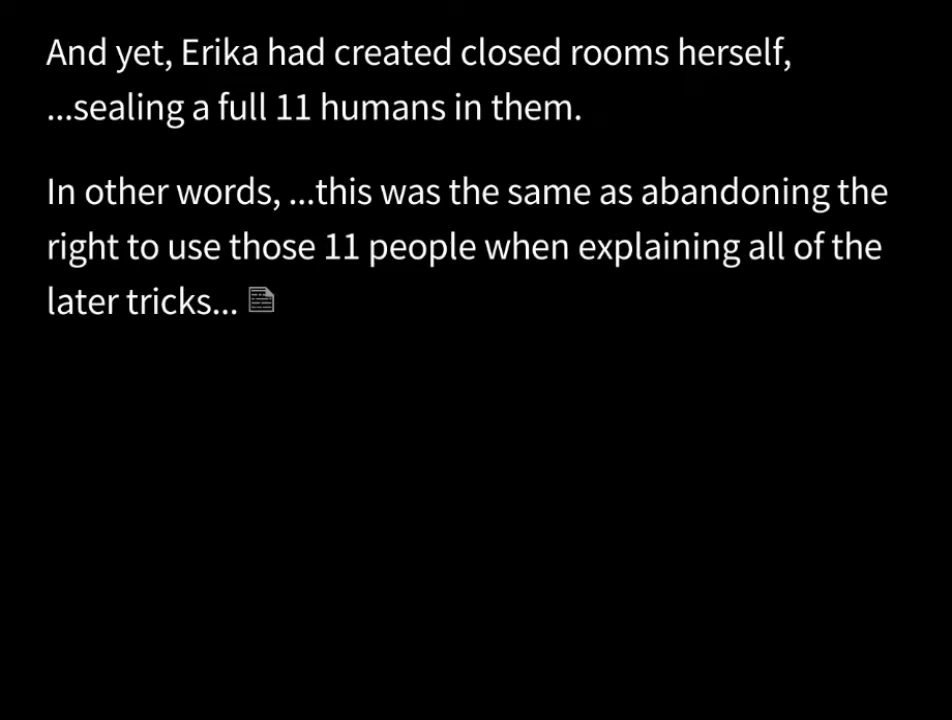 And yet, Erika had created closed rooms herself,
...sealing a full 11 humans in them.
In other words, ...this was the same as abandoning the
right to use those 11 people when explaining all of the
later tricks...